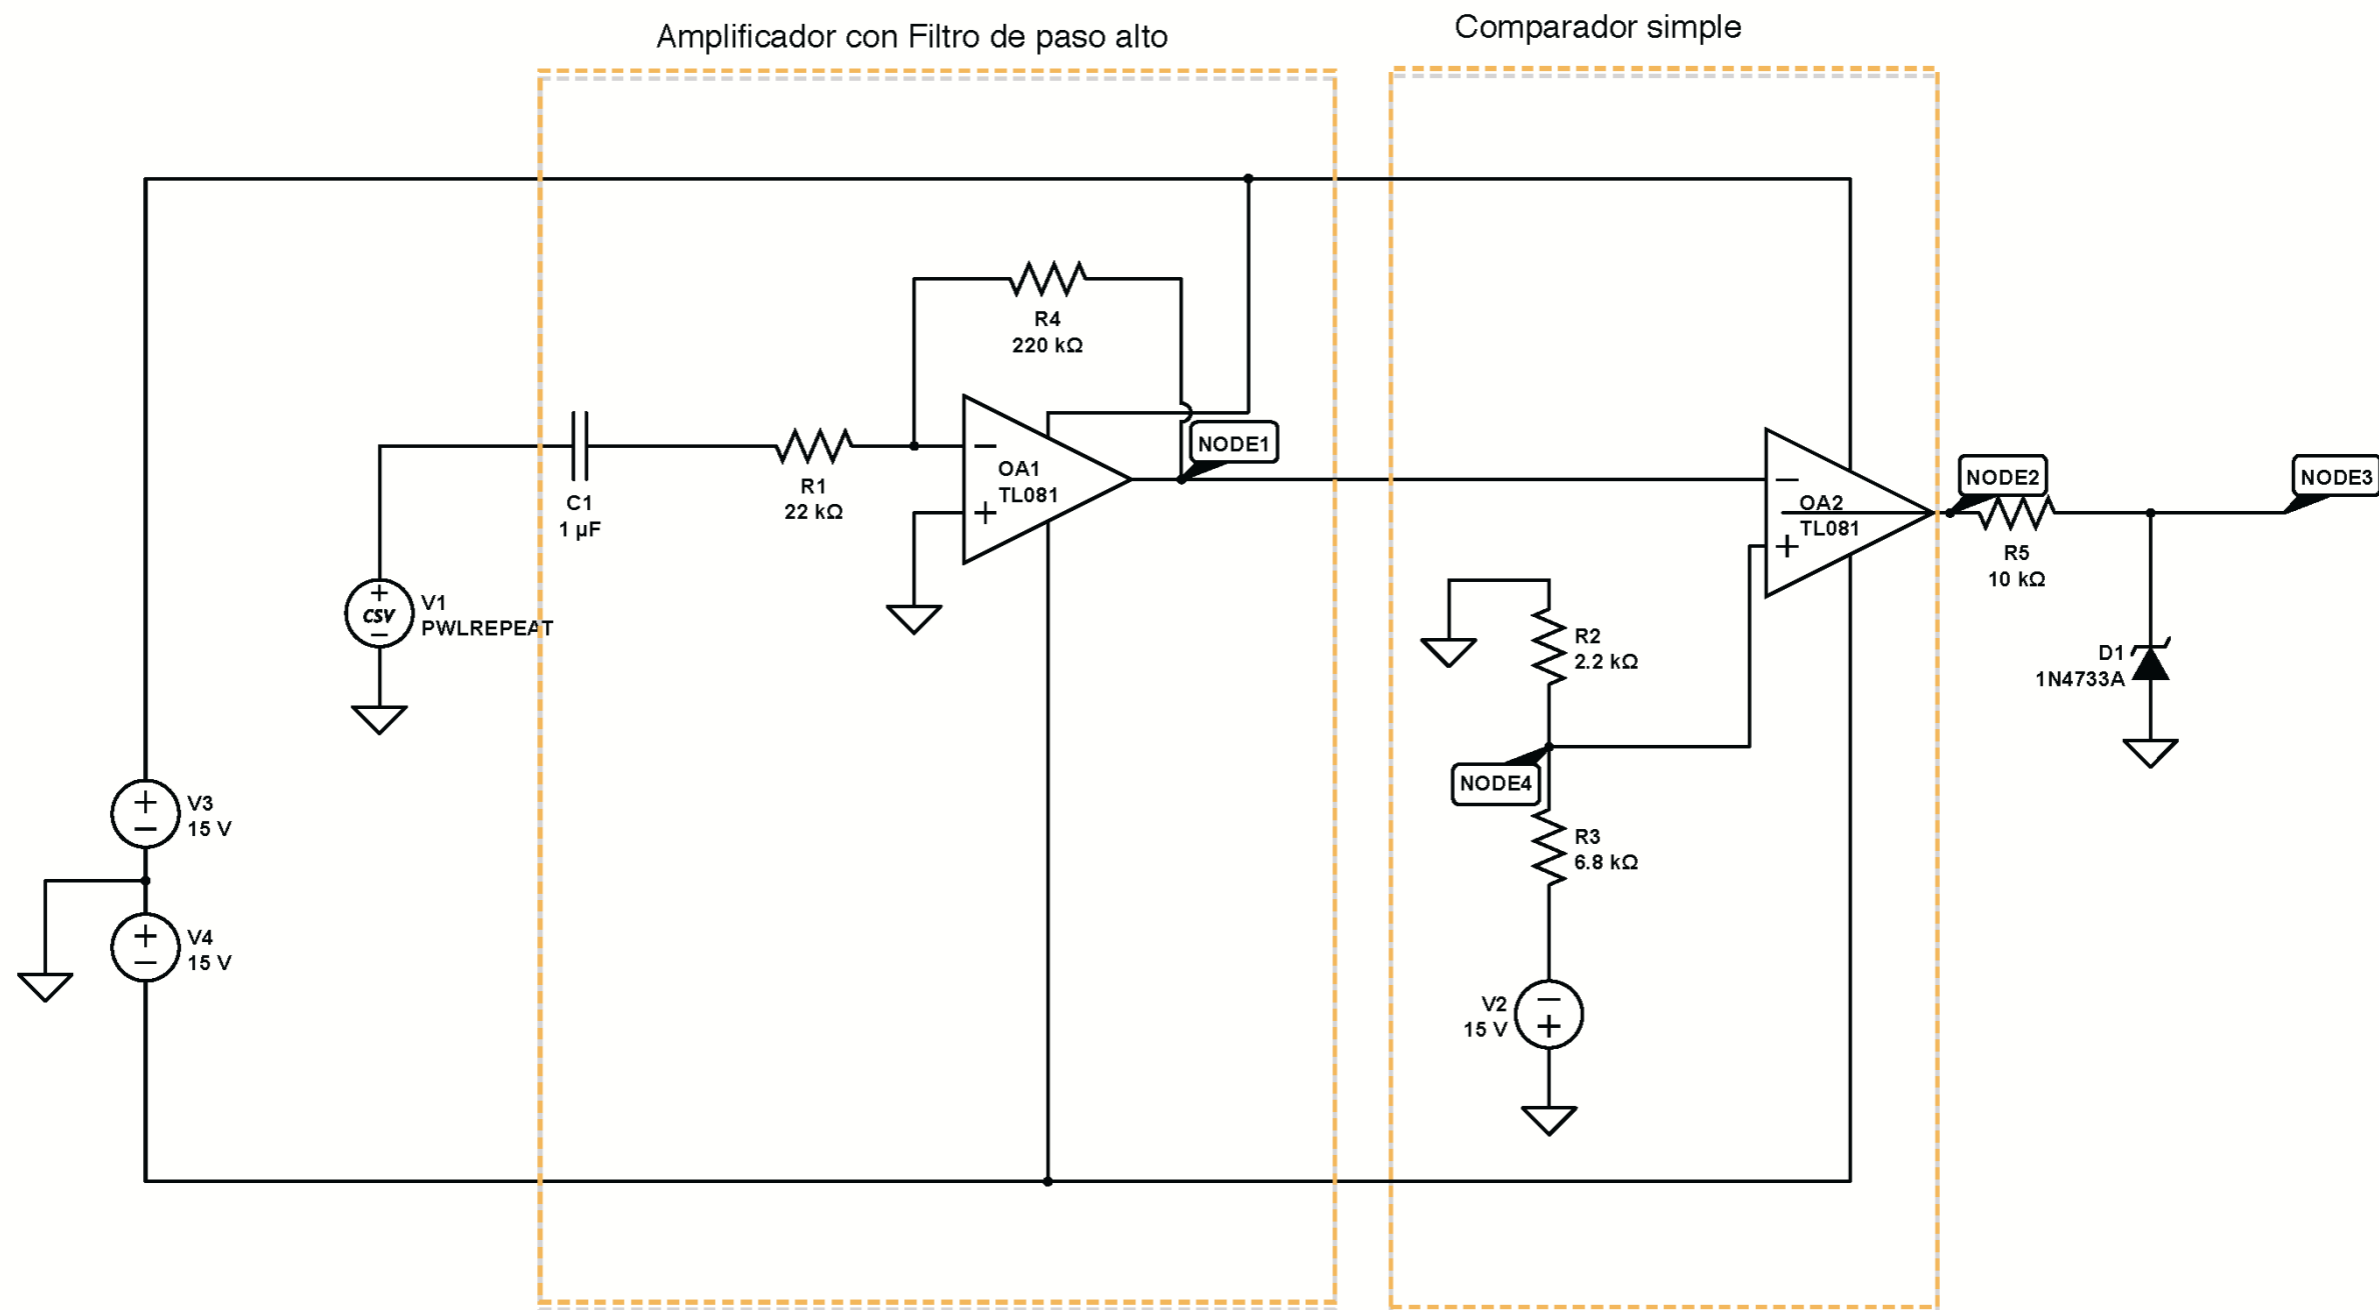 Amplificador con Filtro de paso alto
Comparador simple
R4
220 kΩ
NODE1
C1
1 µF
R1
22 kΩ
−
+
OA1
TL081
+
CSV
−
V1
PWLREPEAT
−
+
OA2
TL081
NODE2
R5
10 kΩ
NODE3
R2
2.2 kΩ
D1
1N4733A
NODE4
R3
6.8 kΩ
+
−
V3
15 V
+
−
V4
15 V
V2
15 V
−
+